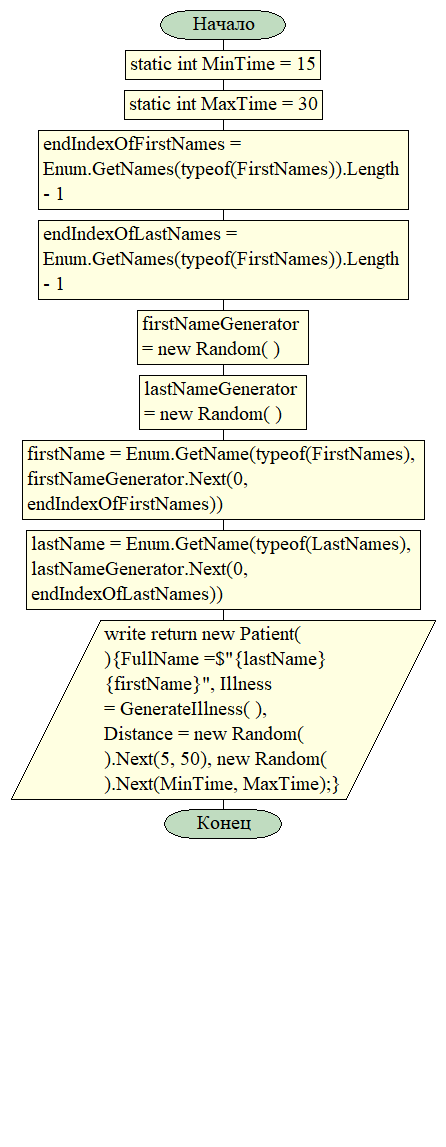 Начало
static int MinTime = 15
static int MaxTime = 30
endIndexOfFirstNames =
Enum.GetNames(typeof(FirstNames)).Length
- 1
endIndexOfLastNames =
Enum.GetNames(typeof(FirstNames)).Length
- 1
firstNameGenerator
= new Random( )
lastNameGenerator
= new Random( )
firstName = Enum.GetName(typeof(FirstNames),
firstNameGenerator.Next(0,
endIndexOfFirstNames))
lastName = Enum.GetName(typeof(LastNames),
lastNameGenerator.Next(0,
endIndexOfLastNames))
write return new Patient(
){FullName =$"{lastName}
{firstName}", Illness
= GenerateIllness( ),
Distance = new Random(
).Next(5, 50), new Random(
).Next(MinTime, MaxTime);}
Конец